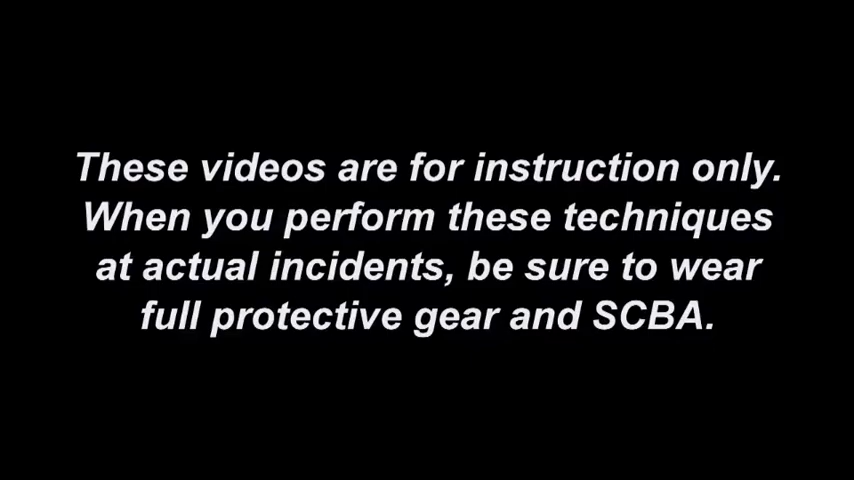 These videos are for instruction only.
When you perform these techniques
at actual incidents, be sure to wear
full protective gear and SCBA.